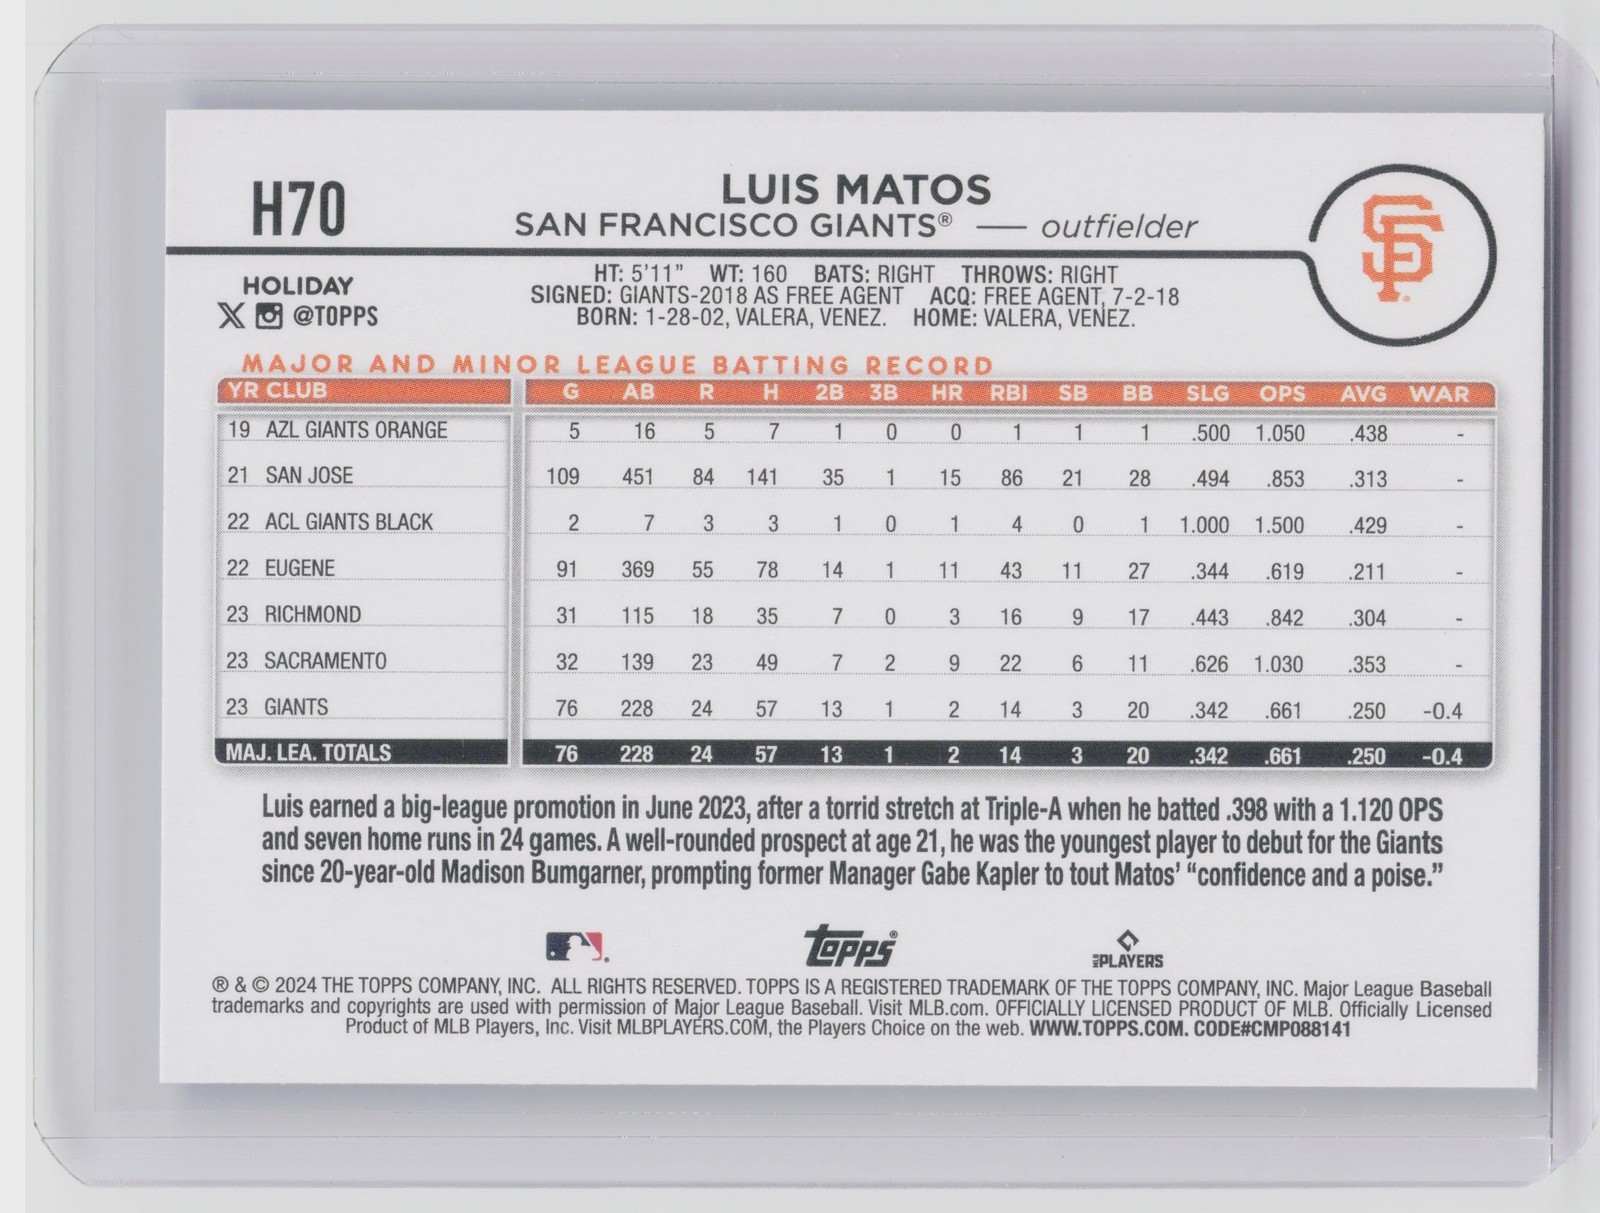 H70
LUIS MATOS
SAN FRANCISCO GIANTS® — outfielder
SF
HOLIDAY
@TOPPS
HT: 5'11" WT: 160 BATS: RIGHT THROWS: RIGHT
SIGNED: GIANTS-2018 AS FREE AGENT ACQ: FREE AGENT, 7-2-18
BORN: 1-28-02, VALERA, VENEZ. HOME: VALERA, VENEZ.
MAJOR AND MINOR LEAGUE BATTING RECORD
YR CLUB G AB R H 2B 3B HR RBI SB BB SLG OPS AVG WAR
19 AZL GIANTS ORANGE 5 16 5 7 1 0 0 1 1 1 .500 1.050 .438 -
21 SAN JOSE 109 451 84 141 35 1 15 86 21 28 .494 .853 .313 -
22 ACL GIANTS BLACK 2 7 3 3 1 0 1 4 0 1 1.000 1.500 .429 -
22 EUGENE 91 369 55 78 14 1 11 43 11 27 .344 .619 .211 -
23 RICHMOND 31 115 18 35 7 0 3 16 9 17 .443 .842 .304 -
23 SACRAMENTO 32 139 23 49 7 2 9 22 6 11 .626 1.030 .353 -
23 GIANTS 76 228 24 57 13 1 2 14 3 20 .342 .661 .250 -0.4
MAJ. LEA. TOTALS 76 228 24 57 13 1 2 14 3 20 .342 .661 .250 -0.4
Luis earned a big-league promotion in June 2023, after a torrid stretch at Triple-A when he batted .398 with a 1.120 OPS
and seven home runs in 24 games. A well-rounded prospect at age 21, he was the youngest player to debut for the Giants
since 20-year-old Madison Bumgarner, prompting former Manager Gabe Kapler to tout Matos' “confidence and a poise.”
Topps®
MLB PLAYERS
® & © 2024 THE TOPPS COMPANY, INC. ALL RIGHTS RESERVED. TOPPS IS A REGISTERED TRADEMARK OF THE TOPPS COMPANY, INC. Major League Baseball
trademarks and copyrights are used with permission of Major League Baseball. Visit MLB.com. OFFICIALLY LICENSED PRODUCT OF MLB. Officially Licensed
Product of MLB Players, Inc. Visit MLBPLAYERS.COM, the Players Choice on the web. WWW.TOPPS.COM. CODE#CMP088141